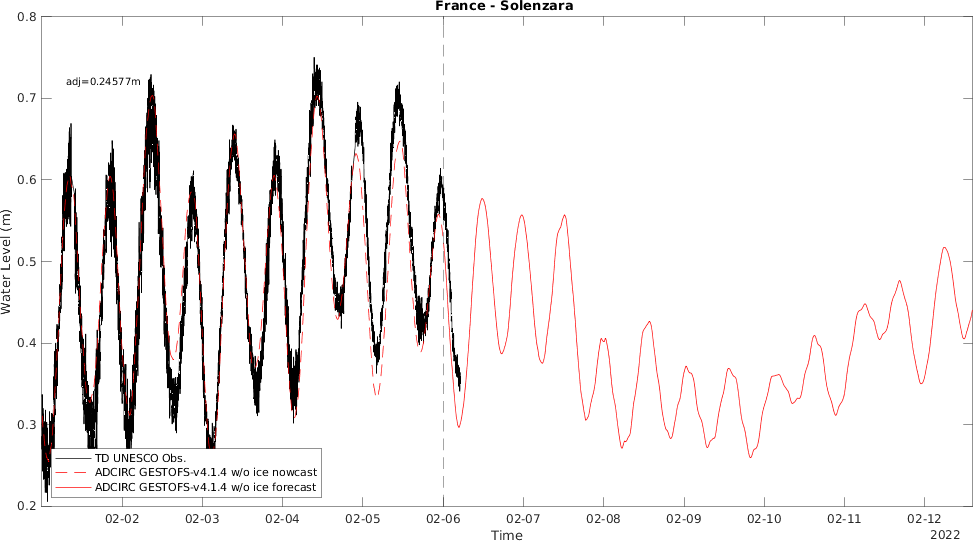 France - Solenzara
0.8
0.7
0.6
0.5
0.4
0.3
0.2
Water Level (m)
adj=0.24577m
TD UNESCO Obs.
ADCIRC GESTOFS-v4.1.4 w/o ice nowcast
ADCIRC GESTOFS-v4.1.4 w/o ice forecast
02-02 02-03 02-04 02-05 02-06 02-07 02-08 02-09 02-10 02-11 02-12
Time
2022